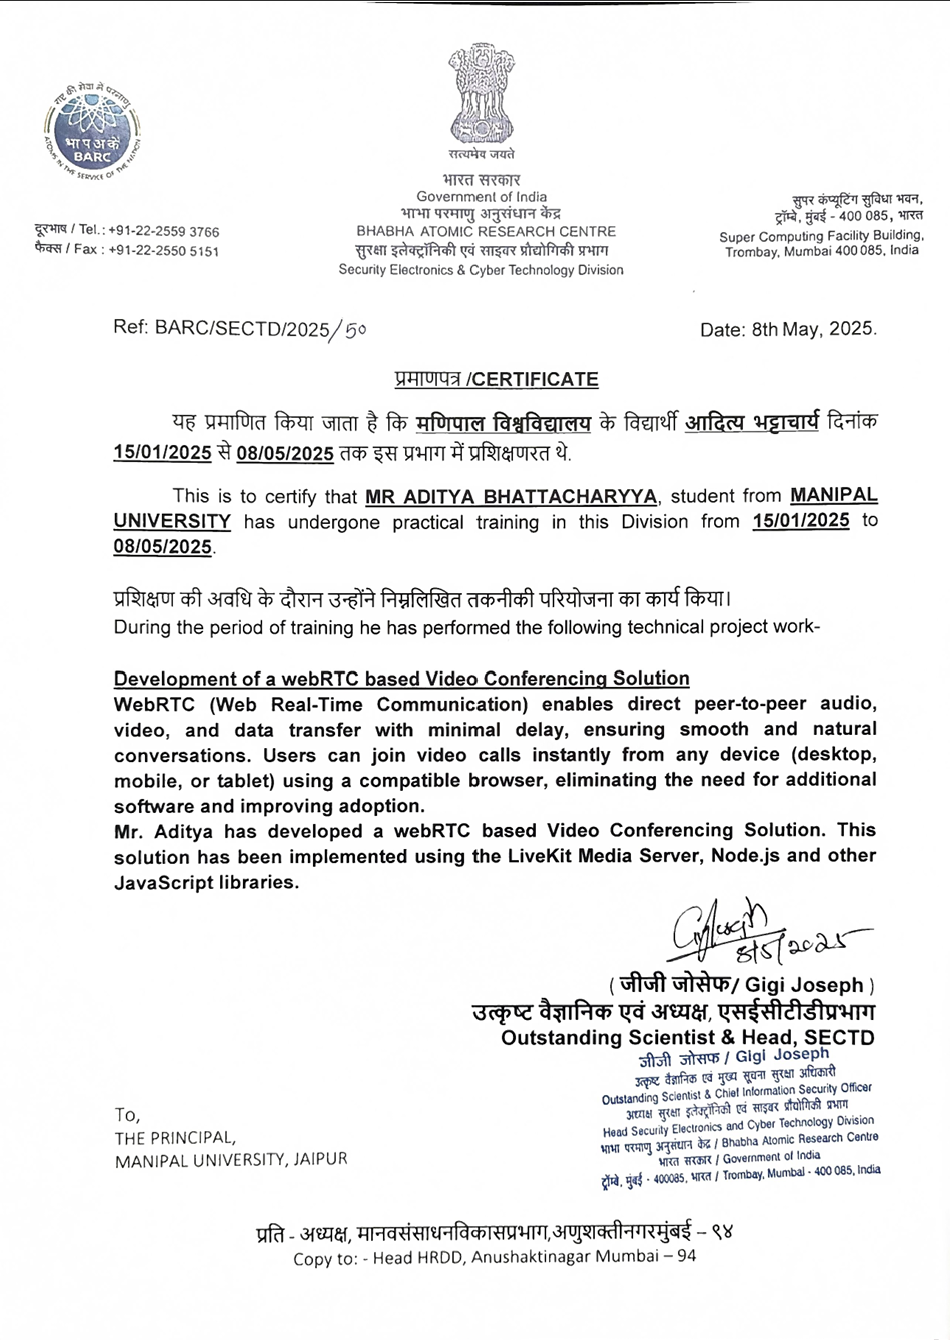 राष्ट्र की सेवा में परमाणु
भा प अ कें
BARC
ATOMS IN THE SERVICE OF THE NATION
सत्यमेव जयते
भारत सरकार
Government of India
भाभा परमाणु अनुसंधान केंद्र
BHABHA ATOMIC RESEARCH CENTRE
सुरक्षा इलेक्ट्रॉनिकी एवं साइबर प्रौद्योगिकी प्रभाग
Security Electronics & Cyber Technology Division
दूरभाष / Tel.: +91-22-2559 3766
फैक्स / Fax : +91-22-2550 5151
सुपर कंप्यूटिंग सुविधा भवन,
ट्रॉम्बे, मुंबई - 400 085, भारत
Super Computing Facility Building,
Trombay, Mumbai 400 085, India
Ref: BARC/SECTD/2025/50
Date: 8th May, 2025.
प्रमाणपत्र /CERTIFICATE
यह प्रमाणित किया जाता है कि मणिपाल विश्वविद्यालय के विद्यार्थी आदित्य भट्टाचार्य दिनांक
15/01/2025 से 08/05/2025 तक इस प्रभाग में प्रशिक्षणरत थे.
This is to certify that MR ADITYA BHATTACHARYYA, student from MANIPAL
UNIVERSITY has undergone practical training in this Division from 15/01/2025 to
08/05/2025.
प्रशिक्षण की अवधि के दौरान उन्होंने निम्नलिखित तकनीकी परियोजना का कार्य किया।
During the period of training he has performed the following technical project work-
Development of a webRTC based Video Conferencing Solution
WebRTC (Web Real-Time Communication) enables direct peer-to-peer audio,
video, and data transfer with minimal delay, ensuring smooth and natural
conversations. Users can join video calls instantly from any device (desktop,
mobile, or tablet) using a compatible browser, eliminating the need for additional
software and improving adoption.
Mr. Aditya has developed a webRTC based Video Conferencing Solution. This
solution has been implemented using the LiveKit Media Server, Node.js and other
JavaScript libraries.
8/5/2025
( जीजी जोसेफ/ Gigi Joseph )
उत्कृष्ट वैज्ञानिक एवं अध्यक्ष, एसईसीटीडीप्रभाग
Outstanding Scientist & Head, SECTD
जीजी जोसफ / Gigi Joseph
उत्कृष्ट वैज्ञानिक एवं मुख्य सूचना सुरक्षा अधिकारी
Outstanding Scientist & Chief Information Security Officer
अध्यक्ष सुरक्षा इलेक्ट्रॉनिकी एवं साइबर प्रौद्योगिकी प्रभाग
Head Security Electronics and Cyber Technology Division
भाभा परमाणु अनुसंधान केंद्र / Bhabha Atomic Research Centre
भारत सरकार / Government of India
ट्रॉम्बे, मुंबई - 400085, भारत / Trombay, Mumbai - 400 085, India
To,
THE PRINCIPAL,
MANIPAL UNIVERSITY, JAIPUR
प्रति - अध्यक्ष, मानवसंसाधनविकासप्रभाग,अणुशक्तीनगरमुंबई – ९४
Copy to: - Head HRDD, Anushaktinagar Mumbai – 94